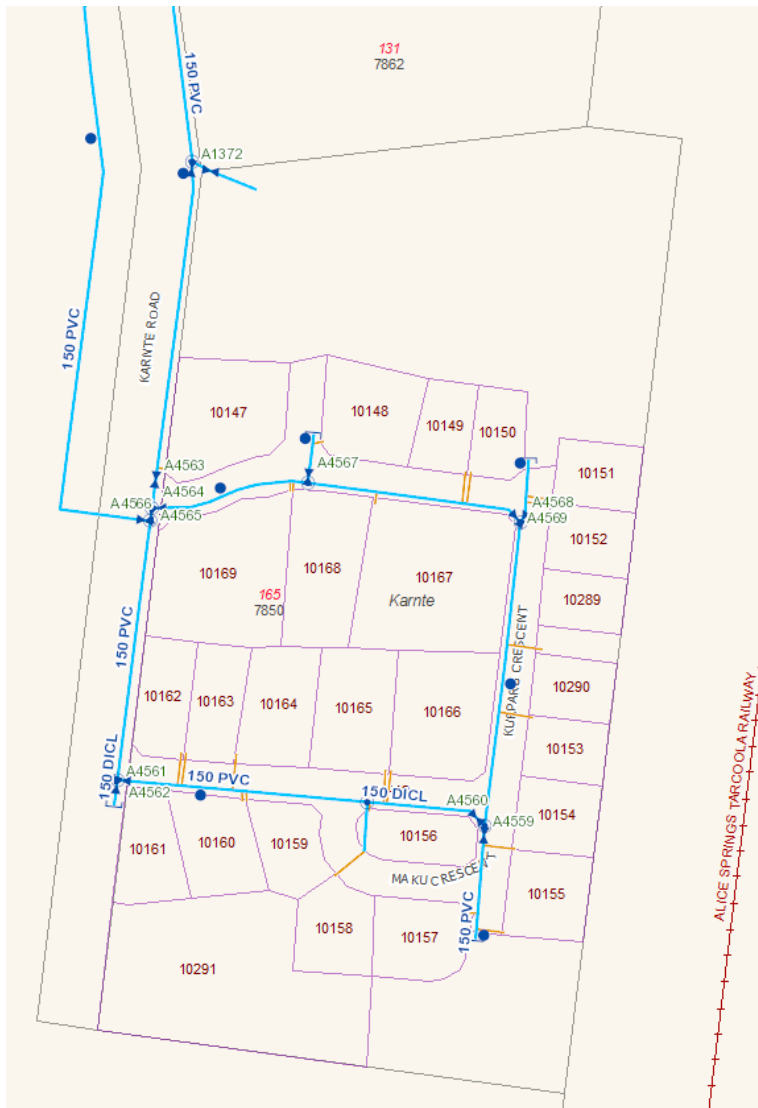 131
7862
150 PVC
A1372
150 PVC
KARNTE ROAD
10147
10148
10149
10150
A4563
A4567
10151
A4564
A4566
A4565
A4568
A4569
10152
10169
10168
10167
165
7850
Karnte
10289
150 PVC
KURPARU CRESCENT
10162
10163
10164
10165
10166
10290
10153
ALICE SPRINGS TARCOOLA RAILWAY
150 DICL
A4561
150 PVC
A4562
150 DICL
A4560
A4559
10154
10161
10160
10159
10156
MAKU CRESCENT
10155
10158
10157
150 PVC
10291